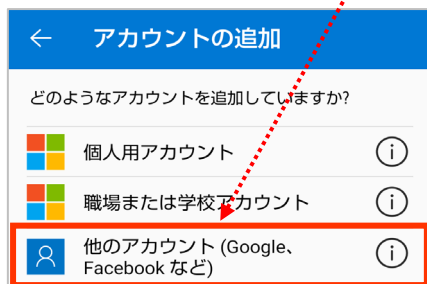 アカウントの追加
どのようなアカウントを追加していますか?
個人用アカウント
職場または学校アカウント
他のアカウント (Google、
Facebook など)